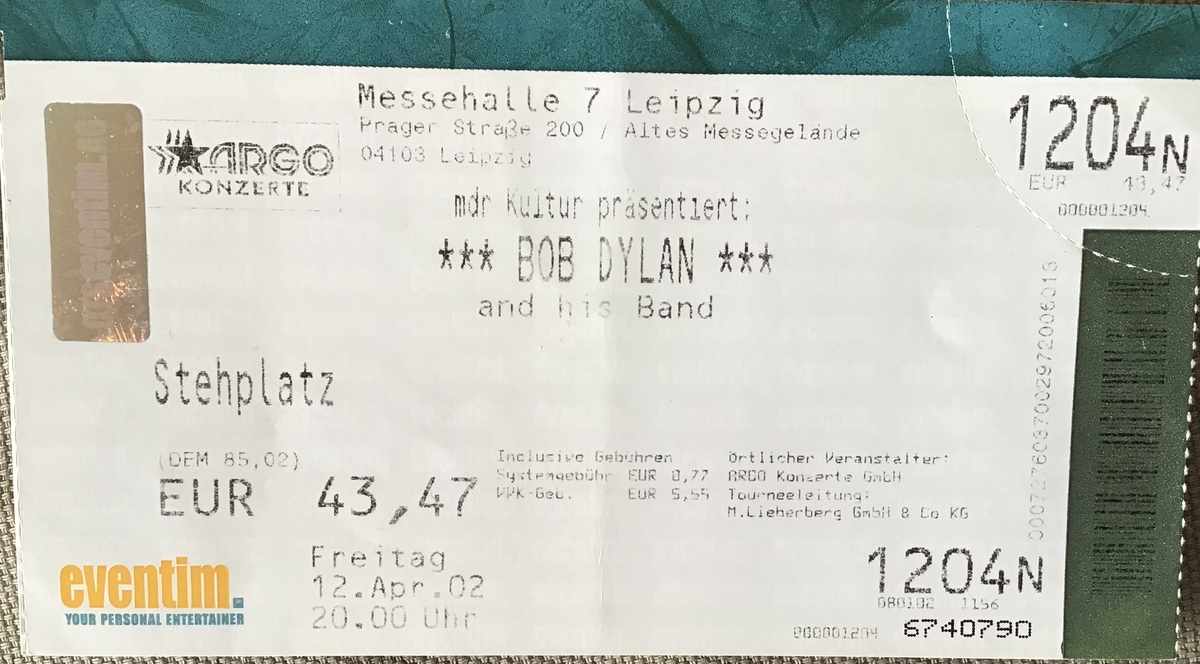 Messehalle 7 Leipzig
Prager Straße 200 / Altes Messegelände
04103 Leipzig
ARGO
KONZERTE
1204N
EUR 43,47
000001204
mdr Kultur präsentiert:
*** BOB DYLAN ***
and his Band
Stehplatz
(DEM 85,02)
EUR 43,47
Inclusive Gebühren
Systemgebühr EUR 0,77
VVK-Geb. EUR 5,55
örtlicher Veranstalter:
ARGO Konzerte GmbH
Tourneeleitung:
M.Lieberberg GmbH & Co KG
eventim.
YOUR PERSONAL ENTERTAINER
Freitag
12.Apr.02
20.00 Uhr
1204N
080102 1156
000001204 6740790
eventim.AG